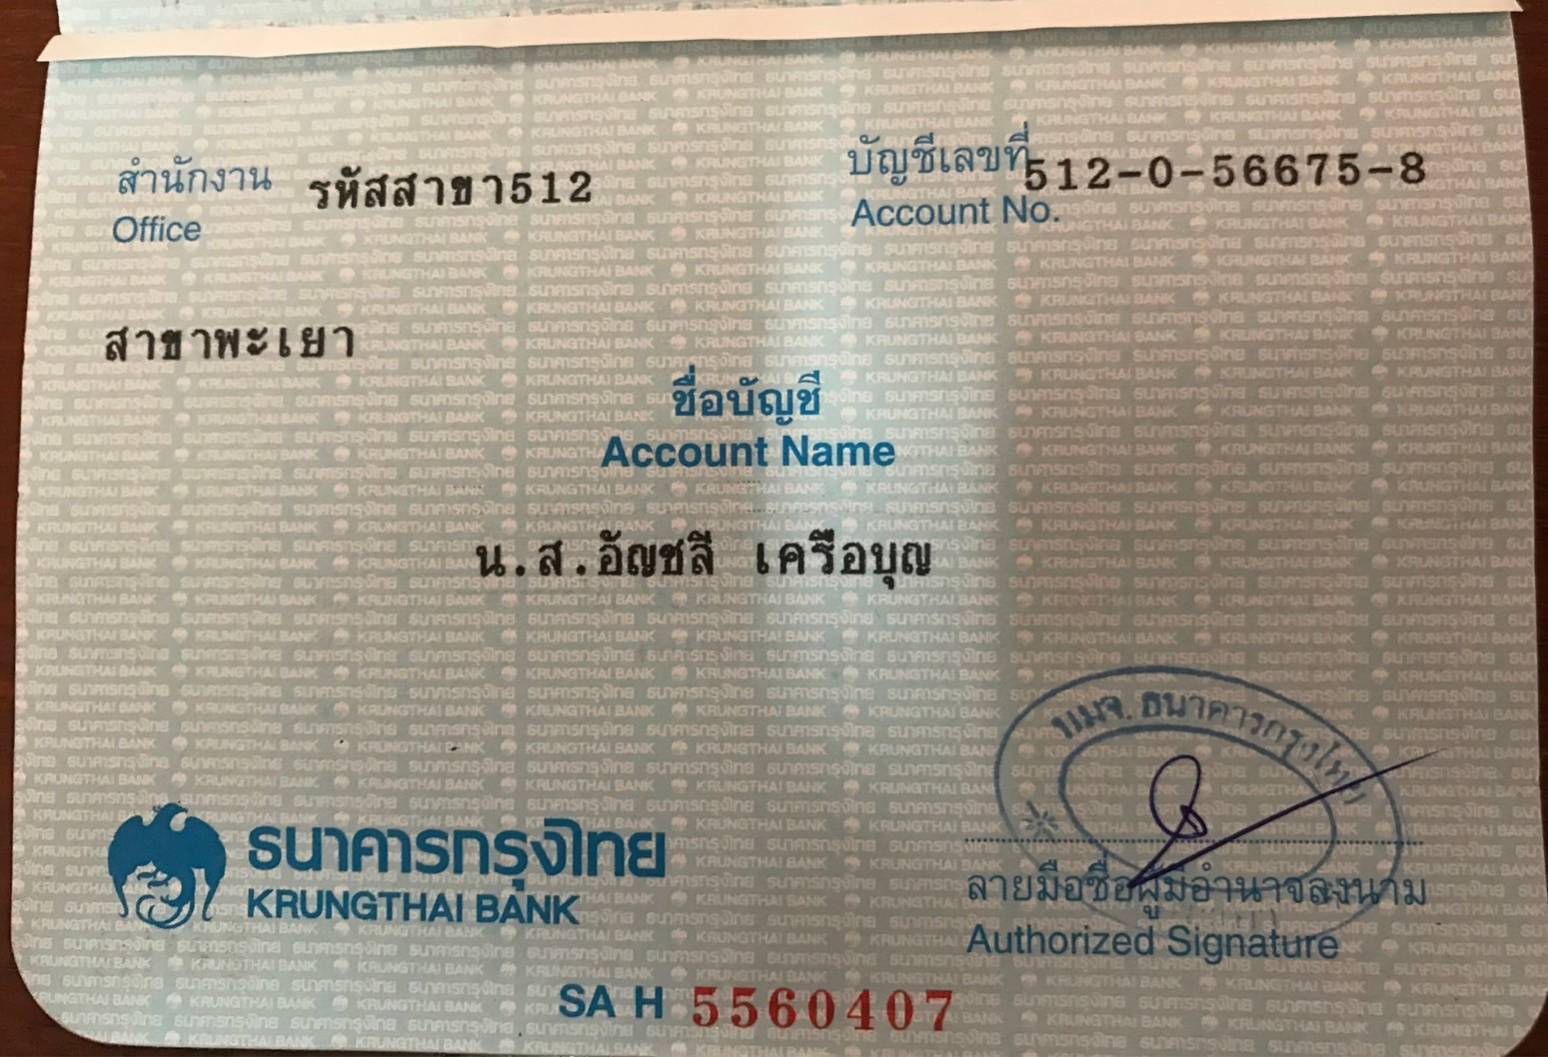 สำนักงาน รหัสสาขา512
Office
บัญชีเลขที่ 512-0-56675-8
Account No.
สาขาพะเยา
ชื่อบัญชี
Account Name
น.ส.อัญชลี เครือบุญ
บมจ. ธนาคารกรุงไทย
ธนาคารกรุงไทย
KRUNGTHAI BANK
ลายมือชื่อผู้มีอำนาจลงนาม
Authorized Signature
SA H 5560407